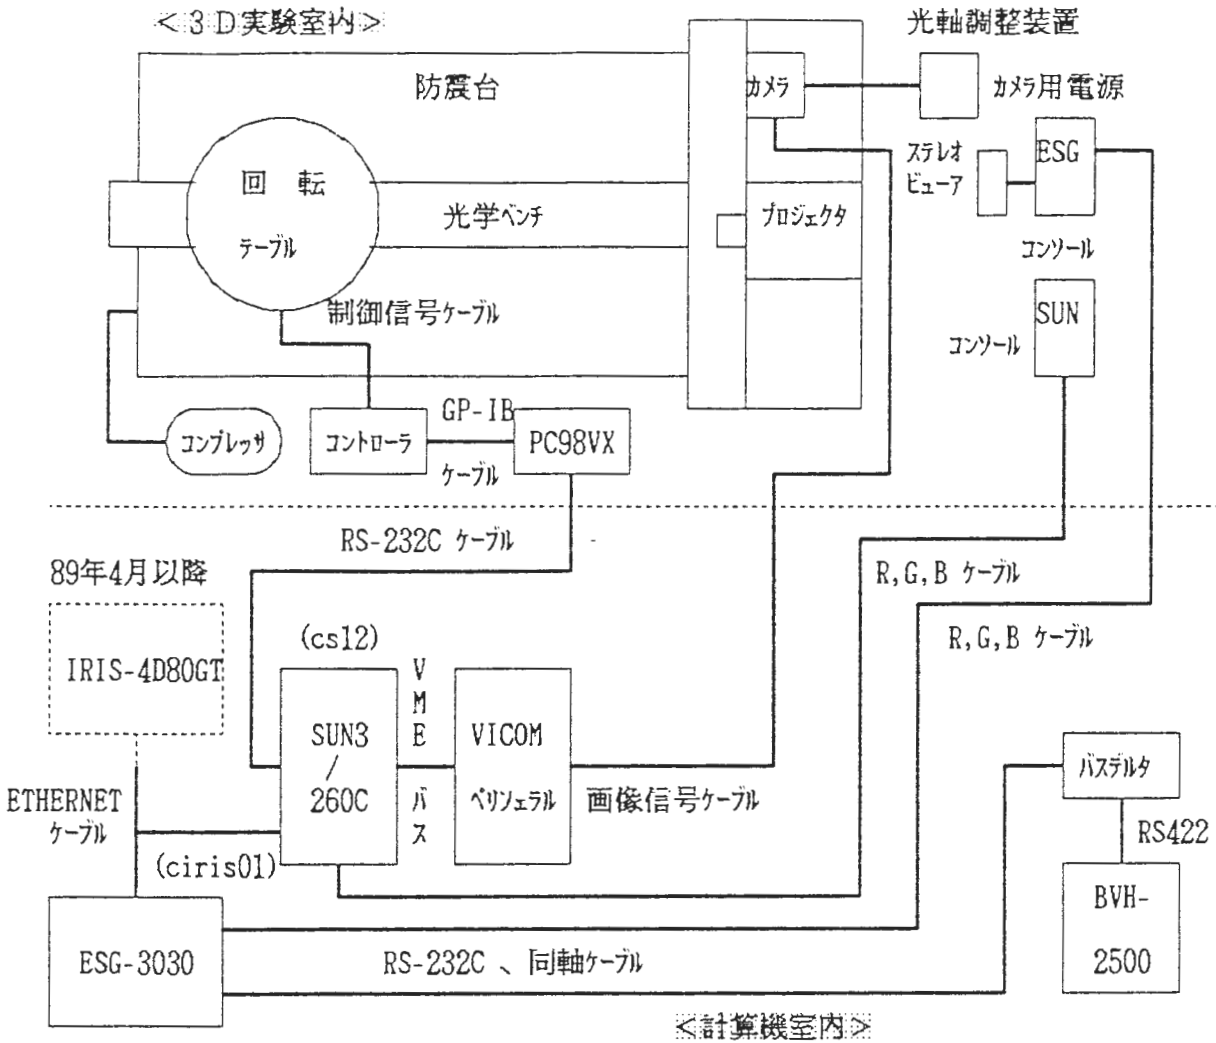 <３Ｄ実験室内>
光軸調整装置
防震台
カメラ
カメラ用電源
ステレオ
ビューア
ESG
回 転
テーブル
光学ベンチ
プロジェクタ
コンソール
制御信号ケーブル
SUN
コンソール
コンプレッサ
コントローラ
GP-IB
ケーブル
PC98VX
RS-232C ケーブル
89年4月以降
R,G,B ケーブル
R,G,B ケーブル
IRIS-4D80GT
(cs12)
VME
バス
SUN3
/
260C
VICOM
ペリフェラル
画像信号ケーブル
バスデルタ
ETHERNET
ケーブル
RS422
(ciris01)
BVH-
2500
ESG-3030
RS-232C 、同軸ケーブル
<計算機室内>